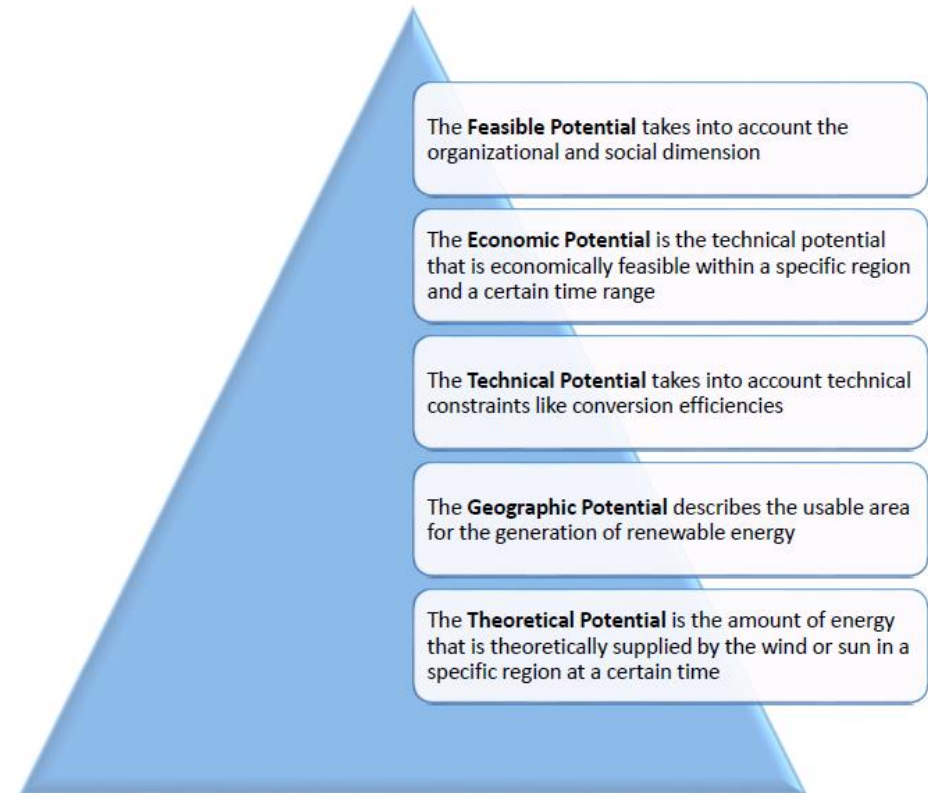 The Feasible Potential takes into account the
organizational and social dimension
The Economic Potential is the technical potential
that is economically feasible within a specific region
and a certain time range
The Technical Potential takes into account technical
constraints like conversion efficiencies
The Geographic Potential describes the usable area
for the generation of renewable energy
The Theoretical Potential is the amount of energy
that is theoretically supplied by the wind or sun in a
specific region at a certain time